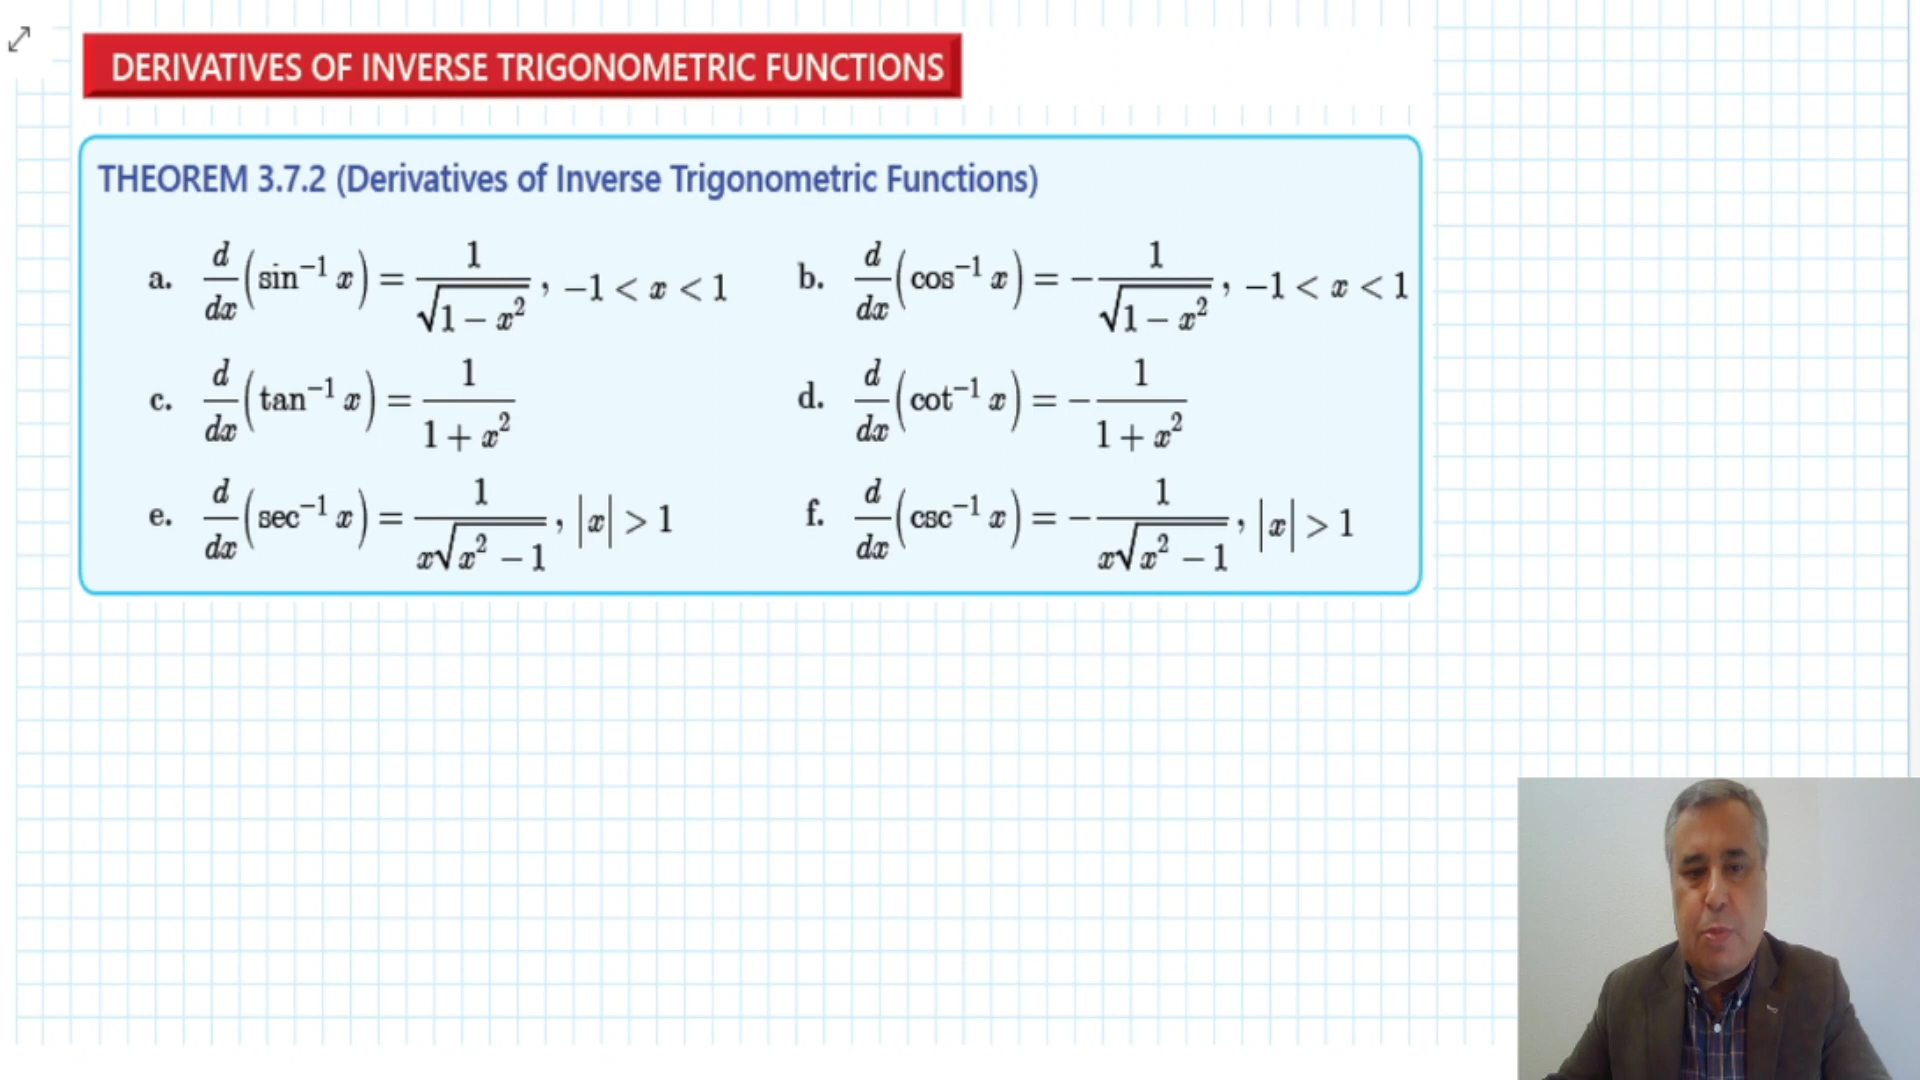 DERIVATIVES OF INVERSE TRIGONOMETRIC FUNCTIONS
THEOREM 3.7.2 (Derivatives of Inverse Trigonometric Functions)
a. d/dx (sin⁻¹ x) = 1/√(1 − x²), −1 < x < 1
b. d/dx (cos⁻¹ x) = −1/√(1 − x²), −1 < x < 1
c. d/dx (tan⁻¹ x) = 1/(1 + x²)
d. d/dx (cot⁻¹ x) = −1/(1 + x²)
e. d/dx (sec⁻¹ x) = 1/(x√(x² − 1)), |x| > 1
f. d/dx (csc⁻¹ x) = −1/(x√(x² − 1)), |x| > 1